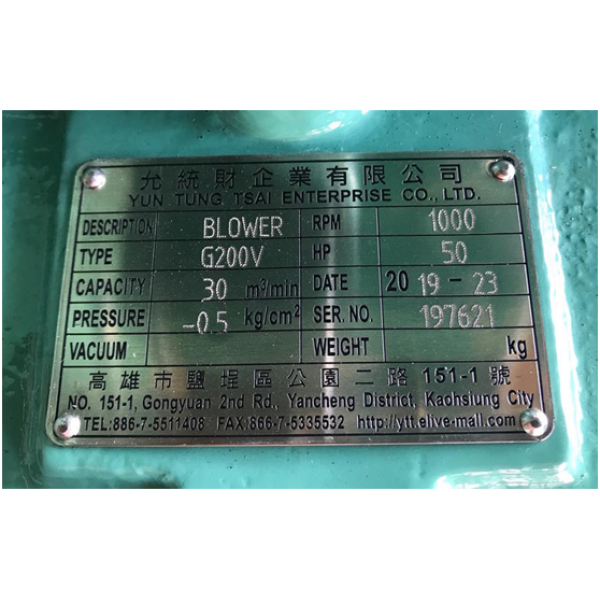 允統財企業有限公司
YUN TUNG TSAI ENTERPRISE CO., LTD.
DESCRIPTION BLOWER RPM 1000
TYPE G200V HP 50
CAPACITY 30 m³/min DATE 20 19-23
PRESSURE -0.5 kg/cm² SER. NO. 197621
VACUUM WEIGHT kg
高雄市鹽埕區公園二路151-1號
NO. 151-1, Gongyuan 2nd Rd., Yancheng District, Kaohsiung City
TEL:886-7-5511408 FAX:866-7-5335532 http://ytt.elive-mall.com